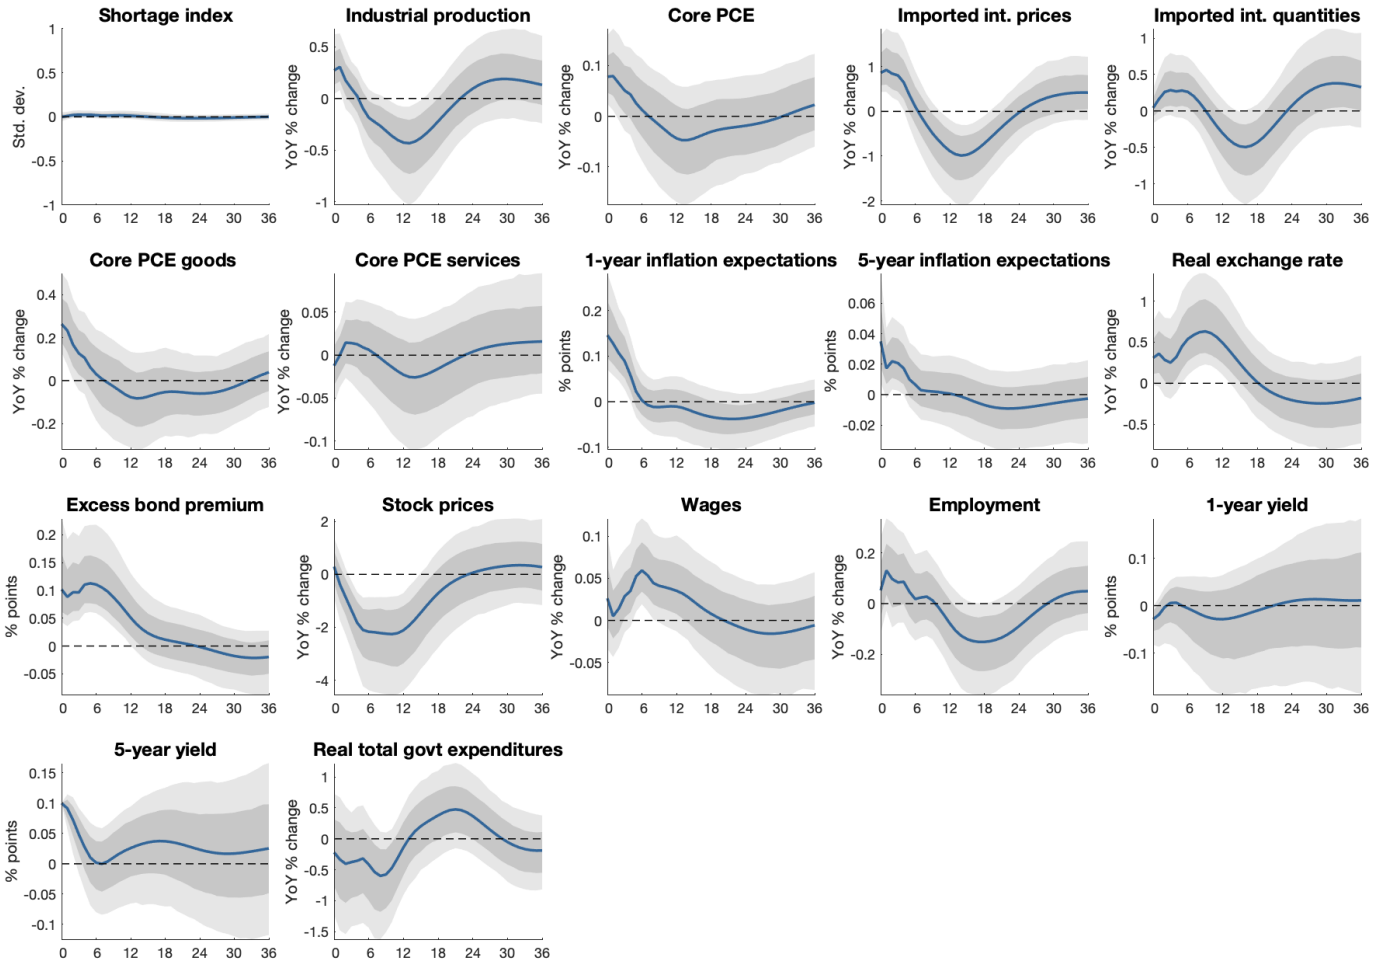 Shortage index
Std. dev.
1
0.5
0
-0.5
-1
0 6 12 18 24 30 36
Industrial production
YoY % change
0.5
0
-0.5
-1
0 6 12 18 24 30 36
Core PCE
YoY % change
0.1
0
-0.1
0 6 12 18 24 30 36
Imported int. prices
YoY % change
1
0
-1
-2
0 6 12 18 24 30 36
Imported int. quantities
YoY % change
1
0.5
0
-0.5
-1
0 6 12 18 24 30 36
Core PCE goods
YoY % change
0.4
0.2
0
-0.2
0 6 12 18 24 30 36
Core PCE services
YoY % change
0.05
0
-0.05
-0.1
0 6 12 18 24 30 36
1-year inflation expectations
% points
0.2
0.1
0
-0.1
0 6 12 18 24 30 36
5-year inflation expectations
% points
0.06
0.04
0.02
0
-0.02
0 6 12 18 24 30 36
Real exchange rate
YoY % change
1
0.5
0
-0.5
0 6 12 18 24 30 36
Excess bond premium
% points
0.2
0.15
0.1
0.05
0
-0.05
0 6 12 18 24 30 36
Stock prices
YoY % change
2
0
-2
-4
0 6 12 18 24 30 36
Wages
YoY % change
0.1
0.05
0
-0.05
0 6 12 18 24 30 36
Employment
YoY % change
0.2
0
-0.2
0 6 12 18 24 30 36
1-year yield
% points
0.1
0
-0.1
0 6 12 18 24 30 36
5-year yield
% points
0.15
0.1
0.05
0
-0.05
-0.1
0 6 12 18 24 30 36
Real total govt expenditures
YoY % change
1
0.5
0
-0.5
-1
-1.5
0 6 12 18 24 30 36